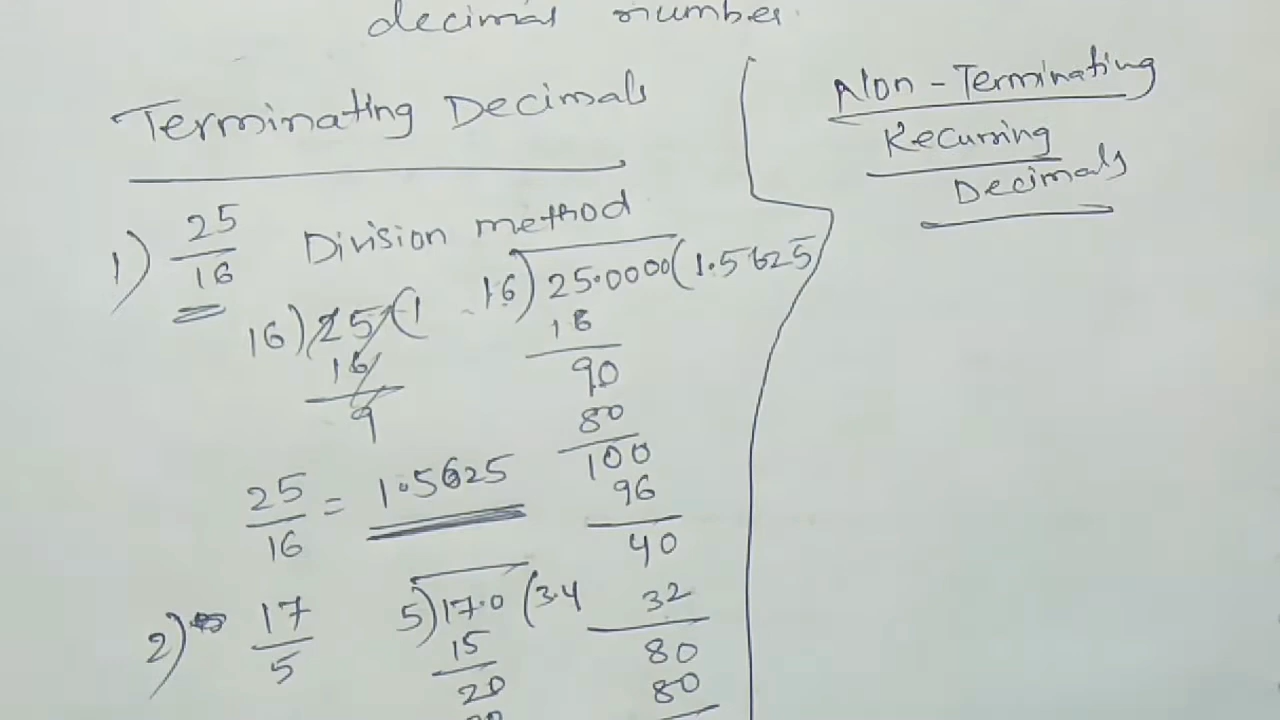 decimal number
Terminating Decimals
1) 25/16 Division method
16) 25 ( 1
16
9
16) 25.0000 ( 1.5625
16
90
80
100
96
40
32
80
80
25/16 = 1.5625
2) 17/5
5) 17.0 ( 3.4
15
20
Non-Terminating
Recurring
Decimals